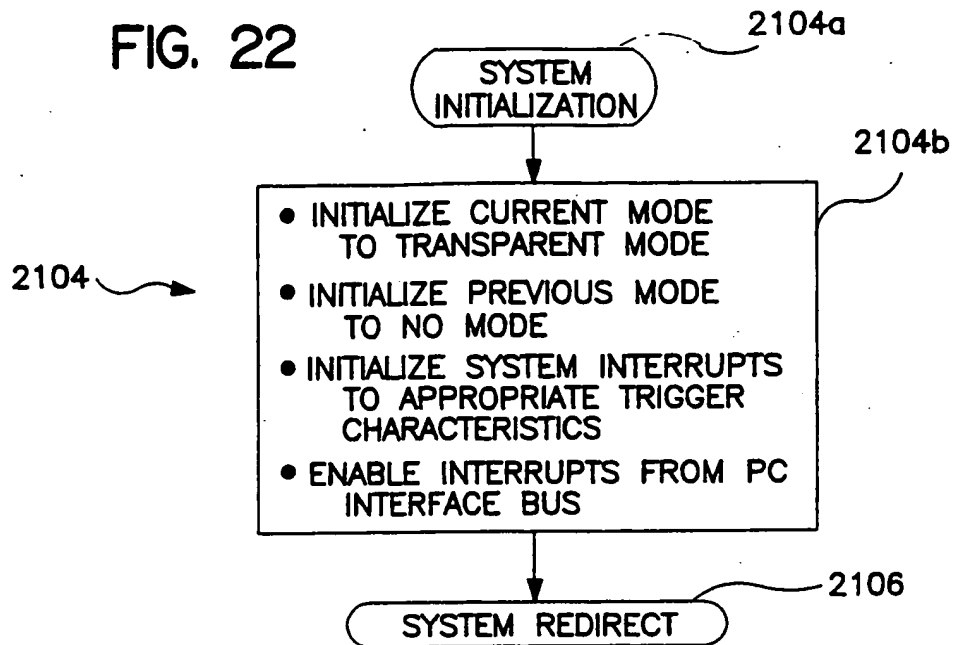 FIG. 22
2104a
SYSTEM
INITIALIZATION
2104b
● INITIALIZE CURRENT MODE
TO TRANSPARENT MODE
2104
● INITIALIZE PREVIOUS MODE
TO NO MODE
● INITIALIZE SYSTEM INTERRUPTS
TO APPROPRIATE TRIGGER
CHARACTERISTICS
● ENABLE INTERRUPTS FROM PC
INTERFACE BUS
2106
SYSTEM REDIRECT